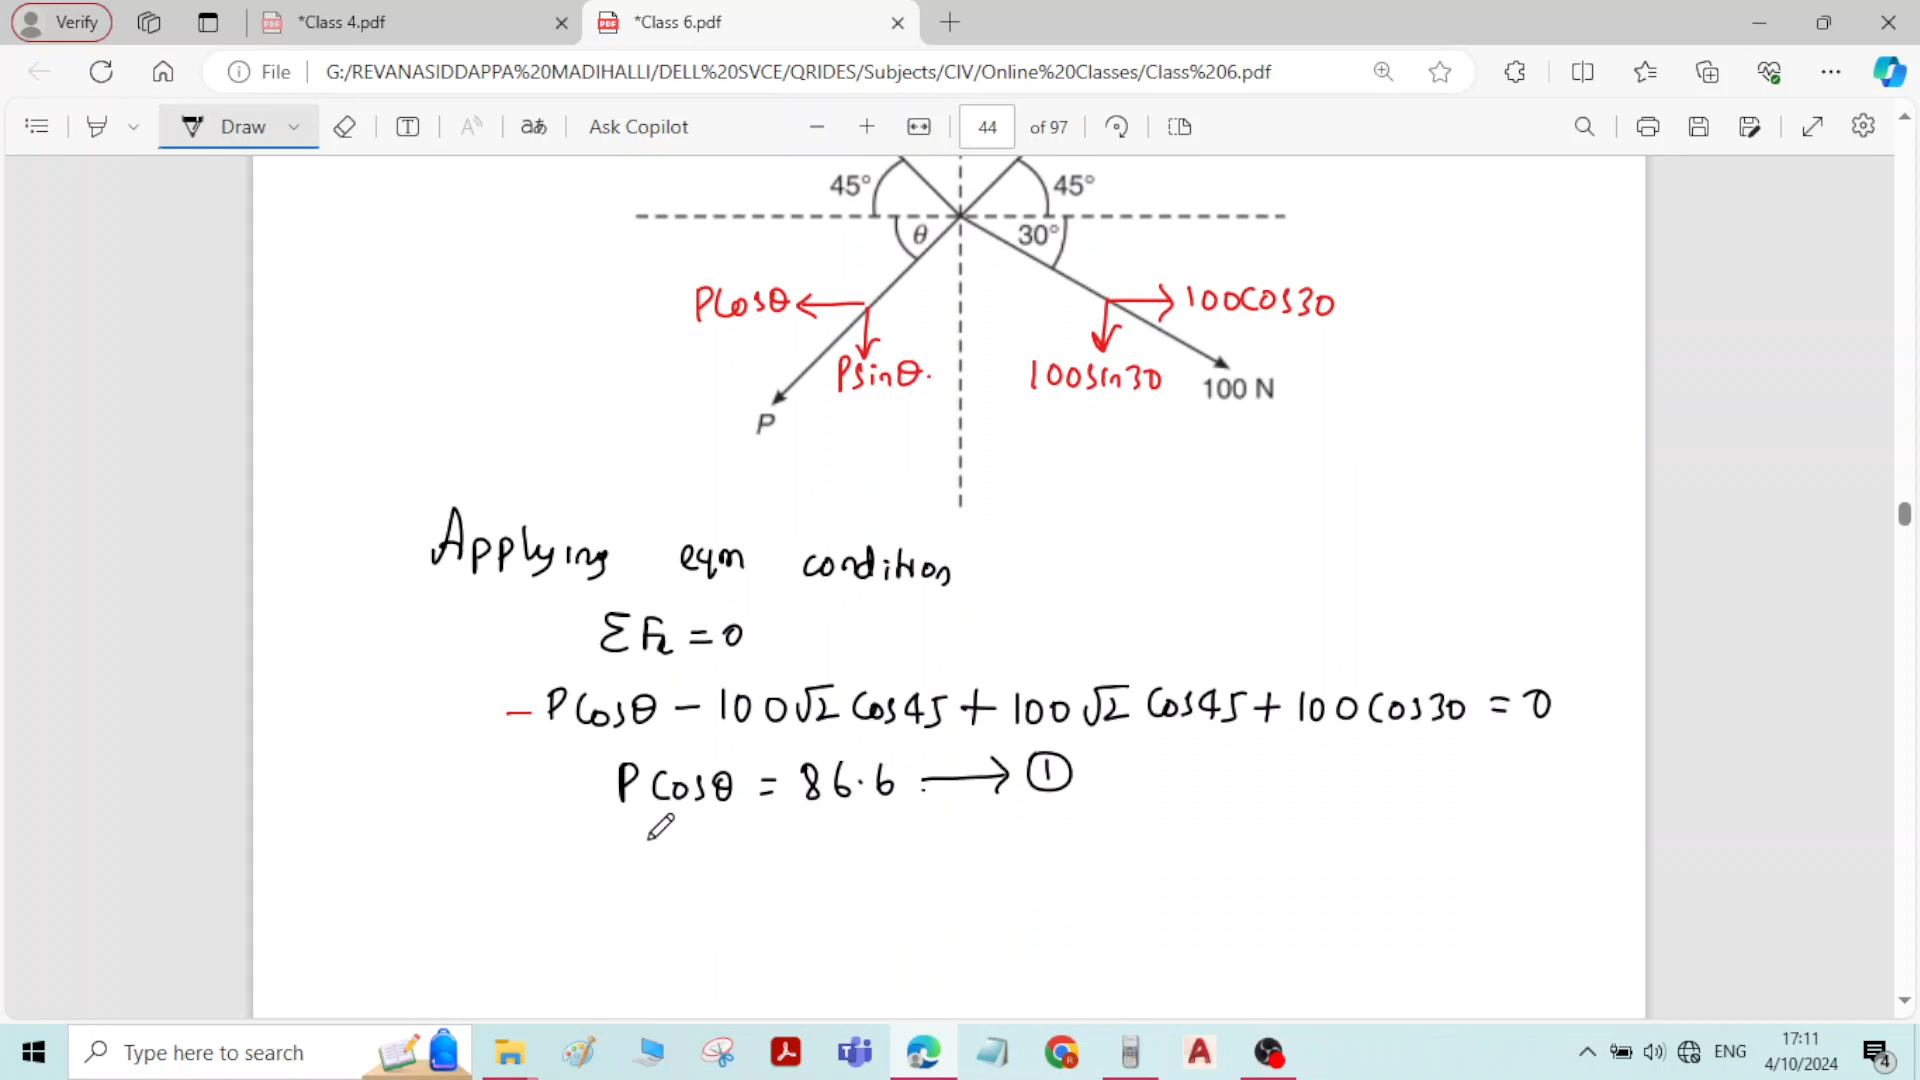 Verify
*Class 4.pdf
*Class 6.pdf
File
G:/REVANASIDDAPPA%20MADIHALLI/DELL%20SVCE/QRIDES/Subjects/CIV/Online%20Classes/Class%206.pdf
Draw
Ask Copilot
44 of 97
45° 45°
θ 30°
Pcosθ
100cos30
Psinθ.
100sin30
100 N
P
Applying eqm condition
ΣFx = 0
- Pcosθ - 100√2 cos45 + 100√2 cos45 + 100cos30 = 0
Pcosθ = 86.6 → ①
Type here to search
ENG
17:11
4/10/2024
4